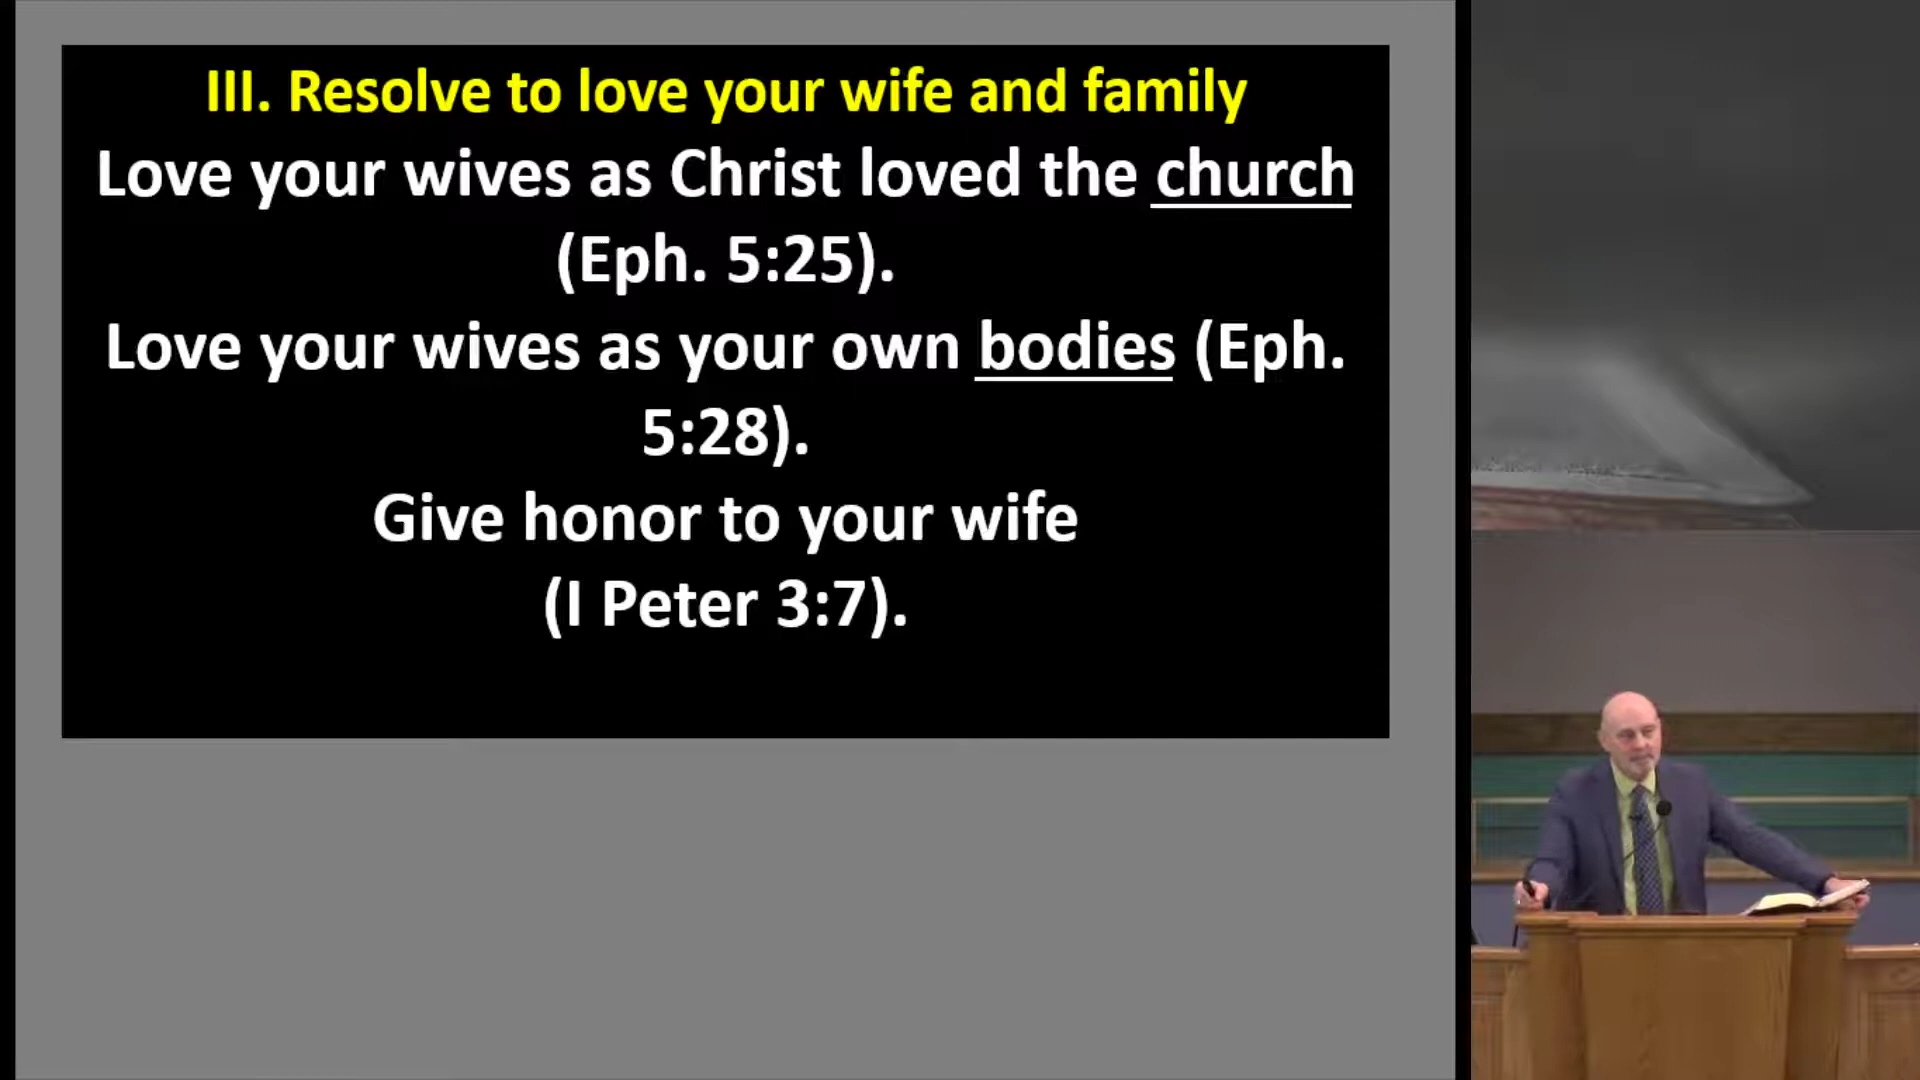 III. Resolve to love your wife and family
Love your wives as Christ loved the church
(Eph. 5:25).
Love your wives as your own bodies (Eph.
5:28).
Give honor to your wife
(I Peter 3:7).